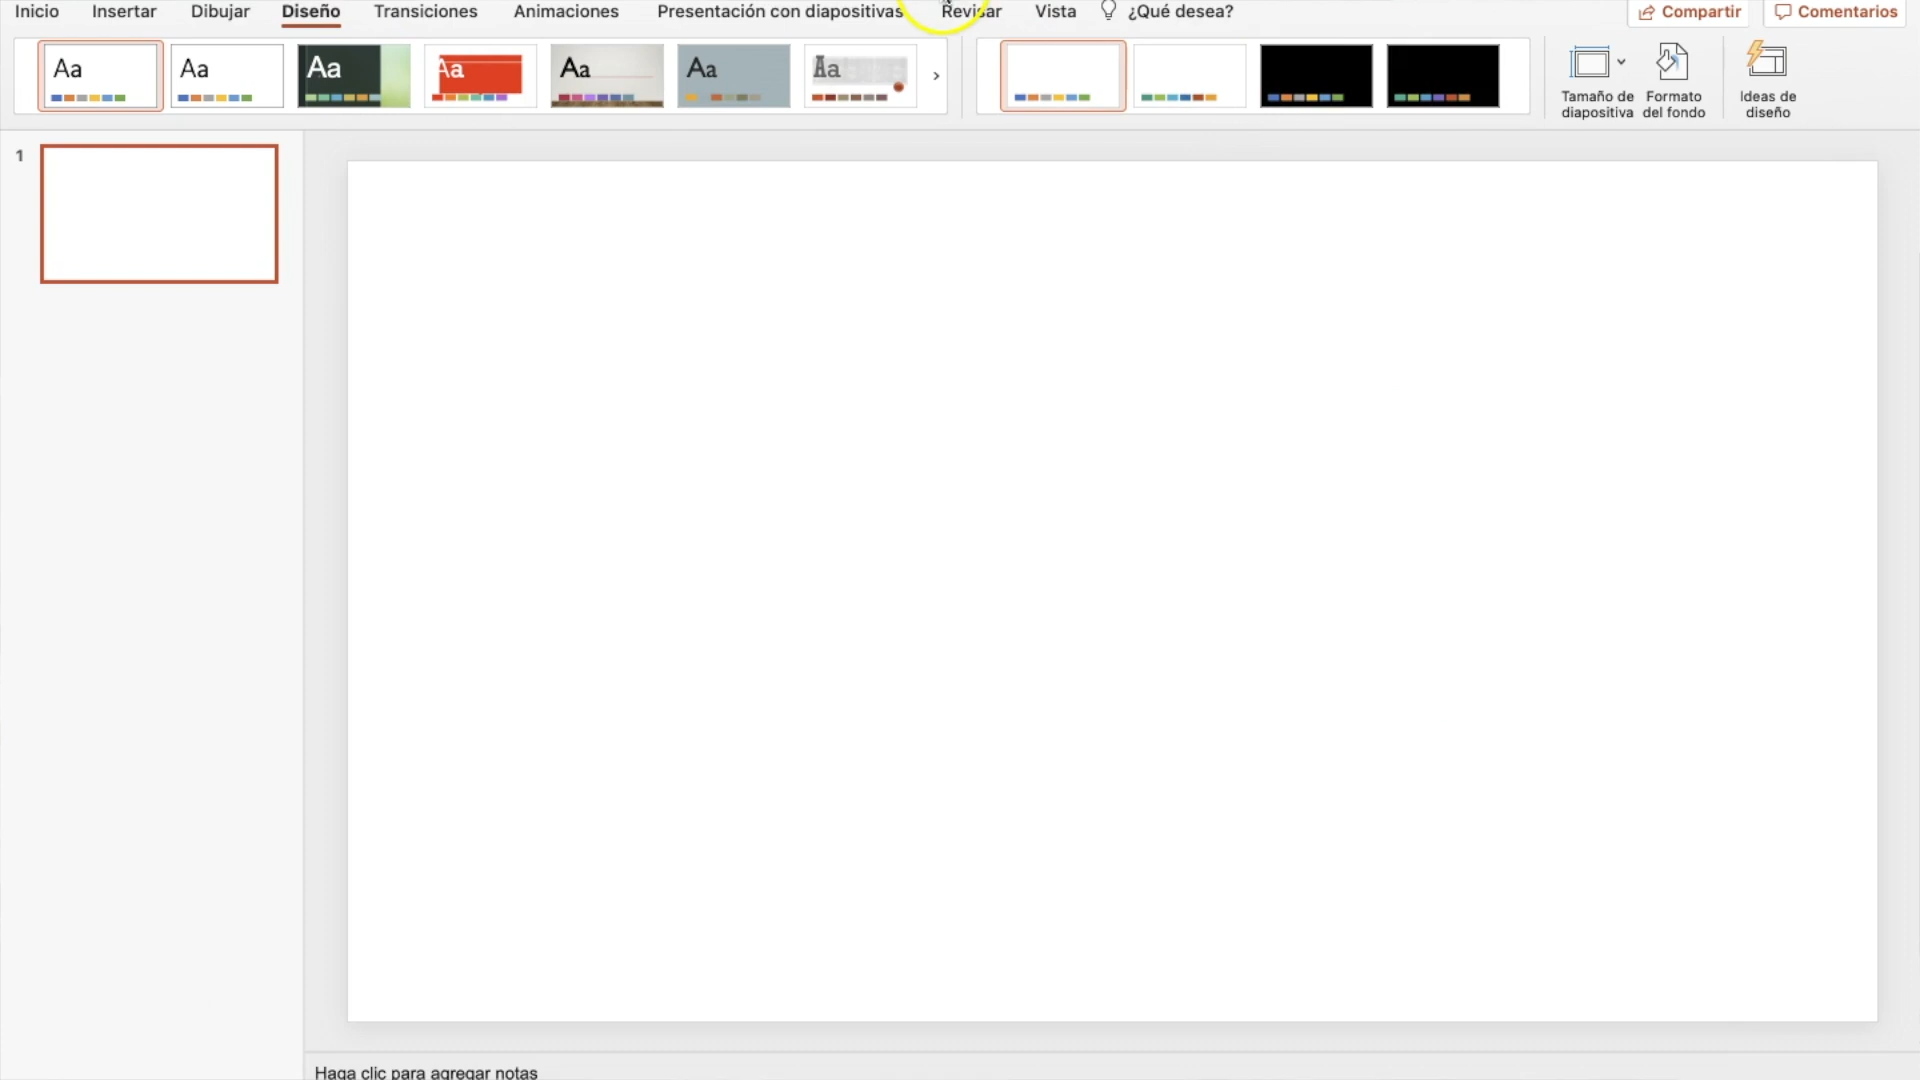 Inicio Insertar Dibujar Diseño Transiciones Animaciones Presentación con diapositivas Revisar Vista ¿Qué desea? Compartir Comentarios
Aa Aa Aa Aa Aa Aa Aa
Tamaño de diapositiva
Formato del fondo
Ideas de diseño
1
Haga clic para agregar notas